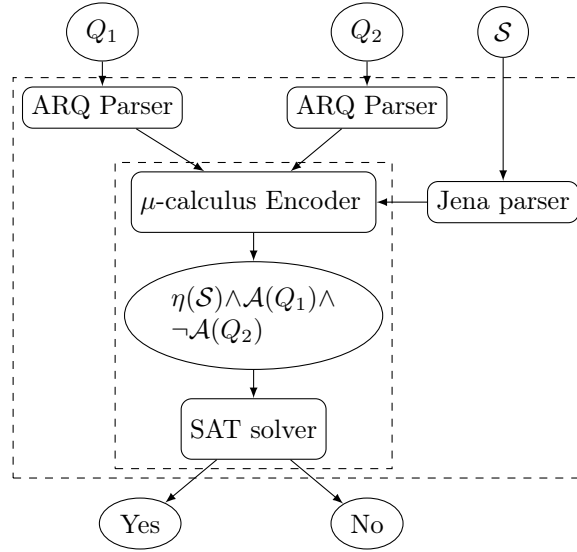 Q₁
Q₂
𝒮
ARQ Parser
ARQ Parser
μ-calculus Encoder
Jena parser
η(𝒮)∧𝒜(Q₁)∧
¬𝒜(Q₂)
SAT solver
Yes
No